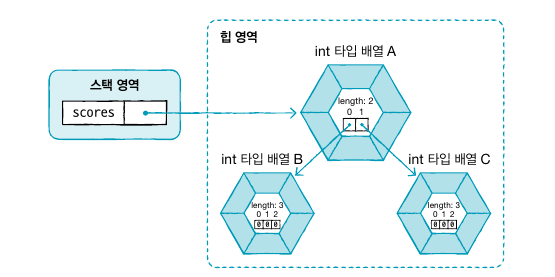 힙 영역
int 타입 배열 A
스택 영역
scores
length: 2
0 1
int 타입 배열 B
int 타입 배열 C
length: 3
0 1 2
0 0 0
length: 3
0 1 2
0 0 0